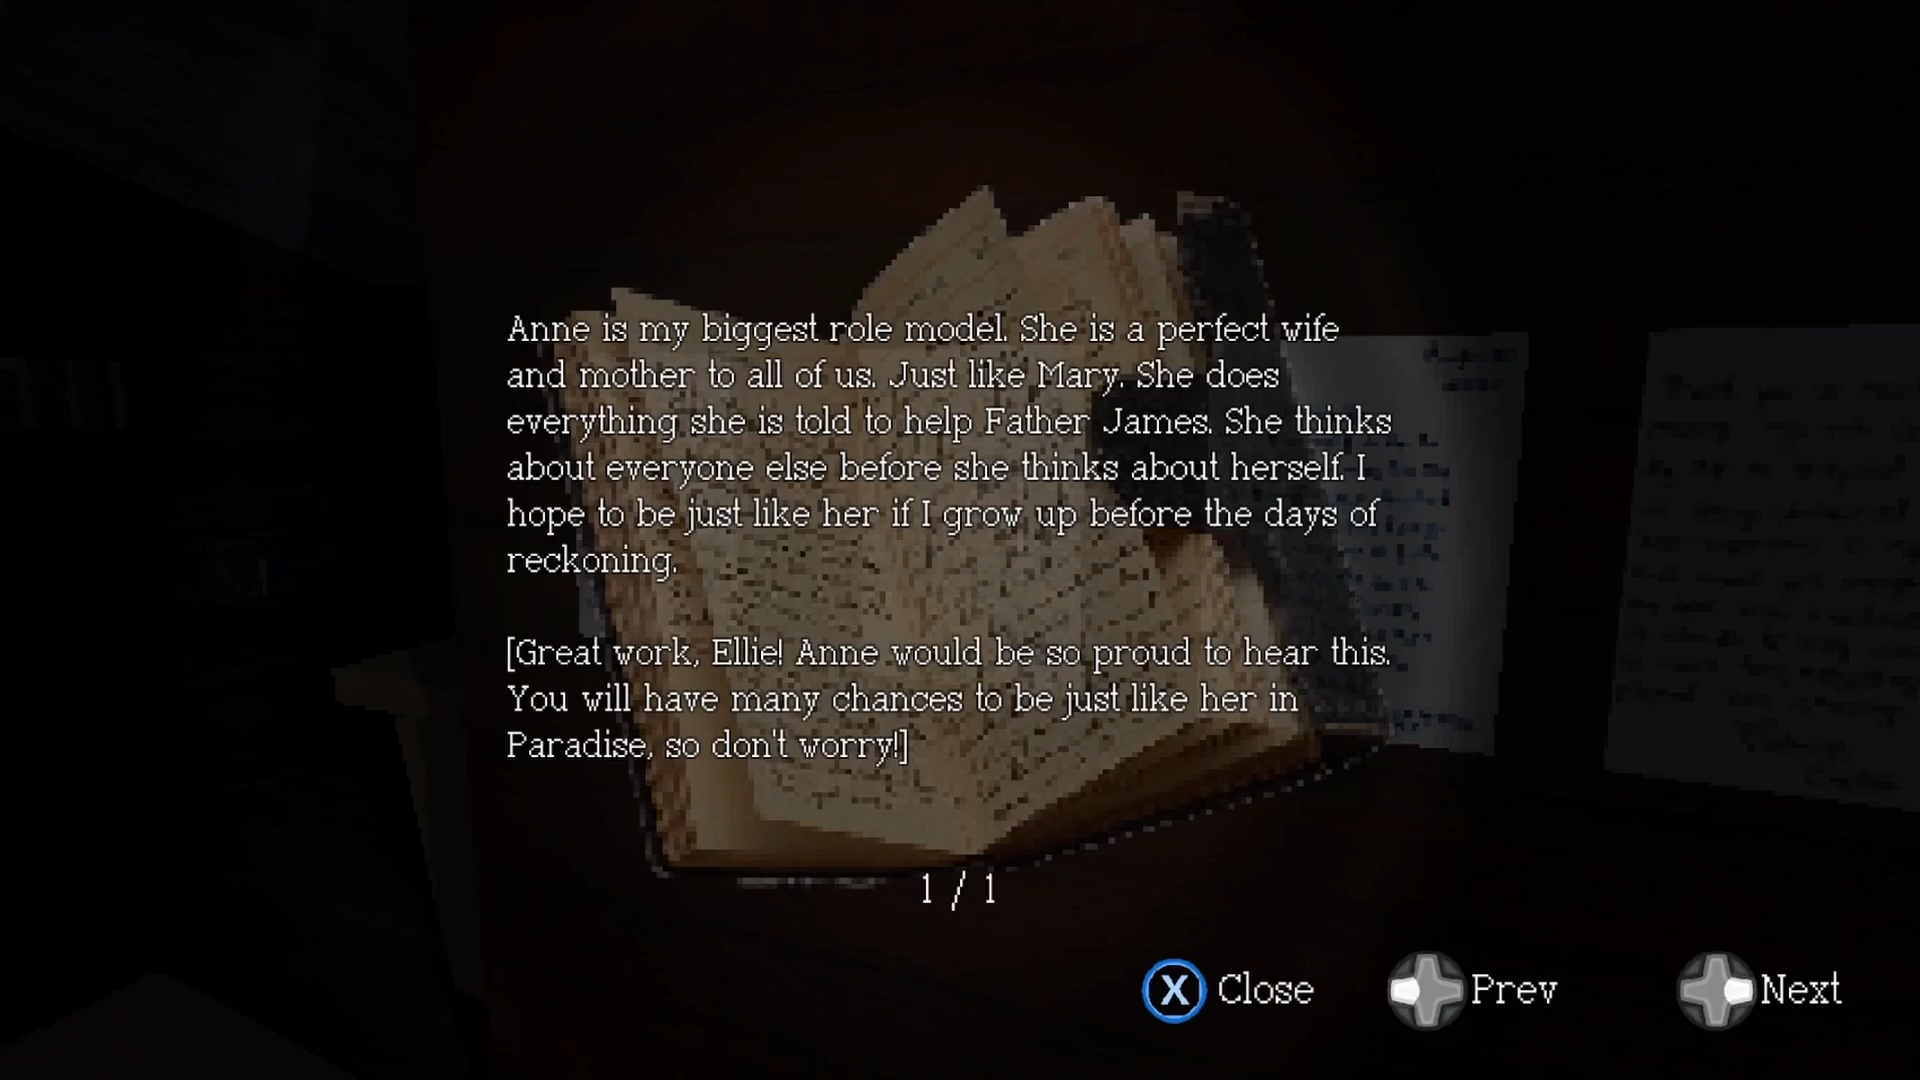 Anne is my biggest role model. She is a perfect wife
and mother to all of us. Just like Mary. She does
everything she is told to help Father James. She thinks
about everyone else before she thinks about herself. I
hope to be just like her if I grow up before the days of
reckoning.
[Great work, Ellie! Anne would be so proud to hear this.
You will have many chances to be just like her in
Paradise, so don't worry!]
1 / 1
X Close
Prev
Next